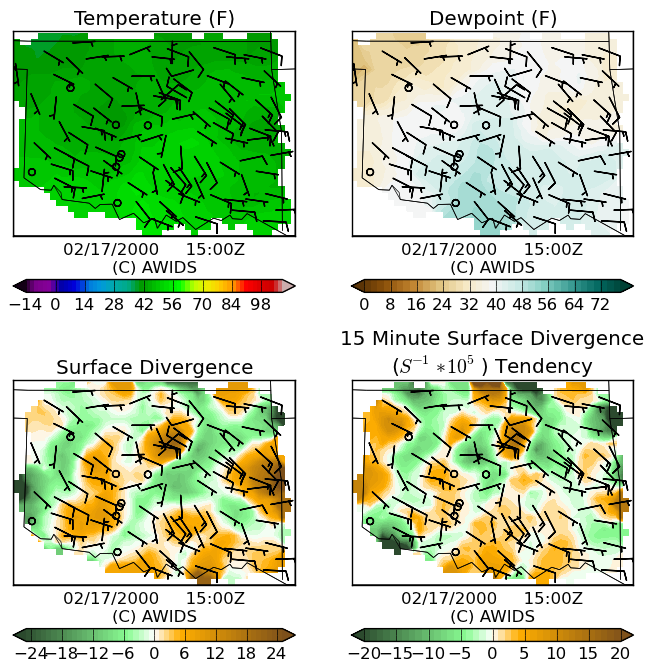 Temperature (F)
Dewpoint (F)
02/17/2000 15:00Z
(C) AWIDS
02/17/2000 15:00Z
(C) AWIDS
−14 0 14 28 42 56 70 84 98
0 8 16 24 32 40 48 56 64 72
Surface Divergence
15 Minute Surface Divergence
(S⁻¹ *10⁵ ) Tendency
02/17/2000 15:00Z
(C) AWIDS
02/17/2000 15:00Z
(C) AWIDS
−24−18−12 −6 0 6 12 18 24
−20−15−10 −5 0 5 10 15 20